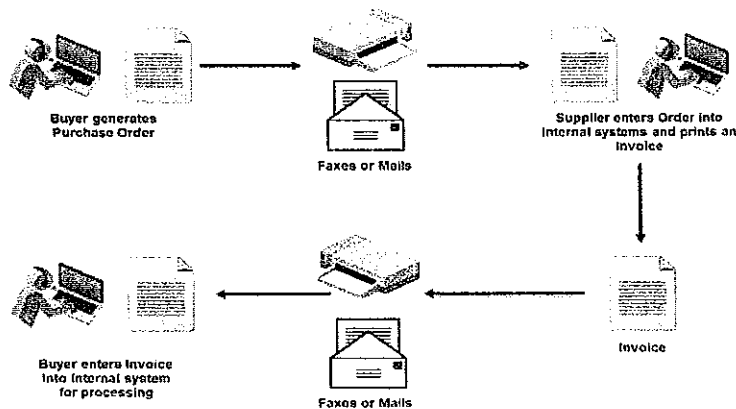 Buyer generates
Purchase Order
Faxes or Mails
Supplier enters Order into
internal systems and prints an
Invoice
Invoice
Faxes or Mails
Buyer enters Invoice
into internal system
for processing